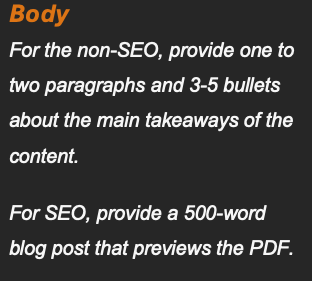 Body
For the non-SEO, provide one to
two paragraphs and 3-5 bullets
about the main takeaways of the
content.
For SEO, provide a 500-word
blog post that previews the PDF.